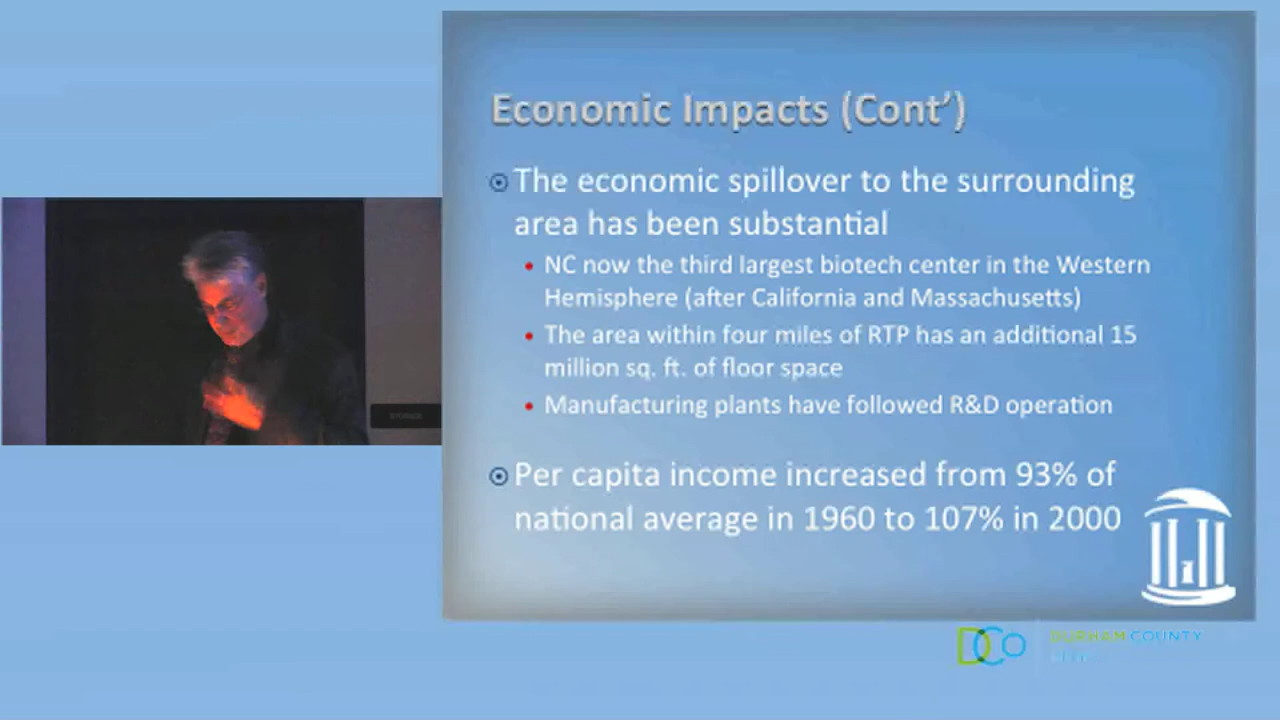 Economic Impacts (Cont’)
The economic spillover to the surrounding
area has been substantial
NC now the third largest biotech center in the Western
Hemisphere (after California and Massachusetts)
The area within four miles of RTP has an additional 15
million sq. ft. of floor space
Manufacturing plants have followed R&D operation
Per capita income increased from 93% of
national average in 1960 to 107% in 2000
DCo
DURHAM COUNTY